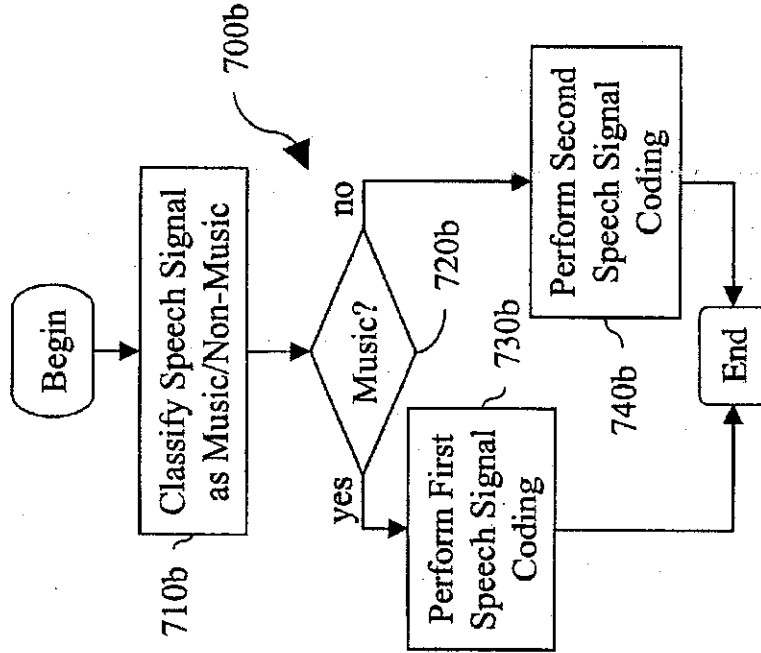 Begin
700b
Classify Speech Signal
as Music/Non-Music
710b
Music?
yes
no
720b
Perform First
Speech Signal
Coding
730b
Perform Second
Speech Signal
Coding
740b
End